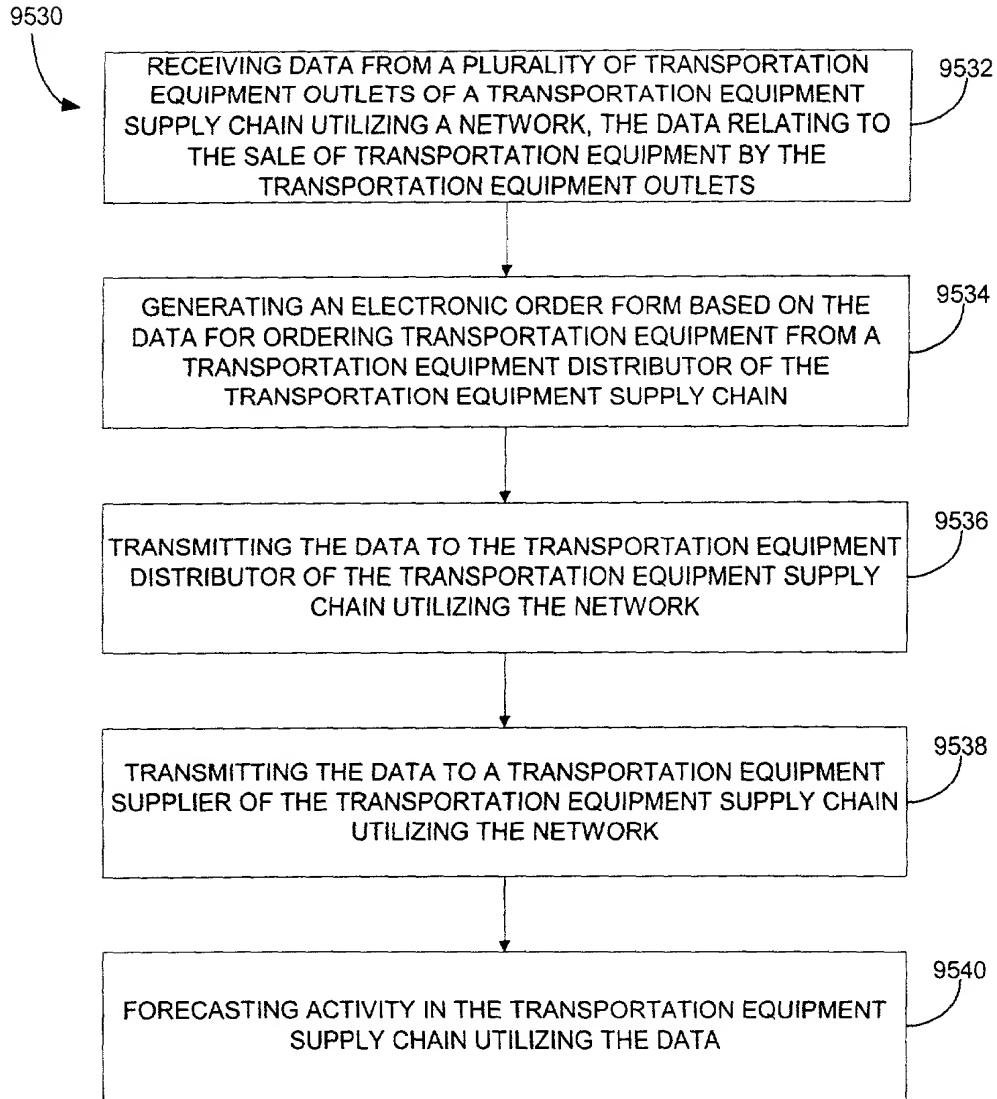 9530
RECEIVING DATA FROM A PLURALITY OF TRANSPORTATION
EQUIPMENT OUTLETS OF A TRANSPORTATION EQUIPMENT
SUPPLY CHAIN UTILIZING A NETWORK, THE DATA RELATING TO
THE SALE OF TRANSPORTATION EQUIPMENT BY THE
TRANSPORTATION EQUIPMENT OUTLETS
9532
GENERATING AN ELECTRONIC ORDER FORM BASED ON THE
DATA FOR ORDERING TRANSPORTATION EQUIPMENT FROM A
TRANSPORTATION EQUIPMENT DISTRIBUTOR OF THE
TRANSPORTATION EQUIPMENT SUPPLY CHAIN
9534
TRANSMITTING THE DATA TO THE TRANSPORTATION EQUIPMENT
DISTRIBUTOR OF THE TRANSPORTATION EQUIPMENT SUPPLY
CHAIN UTILIZING THE NETWORK
9536
TRANSMITTING THE DATA TO A TRANSPORTATION EQUIPMENT
SUPPLIER OF THE TRANSPORTATION EQUIPMENT SUPPLY CHAIN
UTILIZING THE NETWORK
9538
FORECASTING ACTIVITY IN THE TRANSPORTATION EQUIPMENT
SUPPLY CHAIN UTILIZING THE DATA
9540